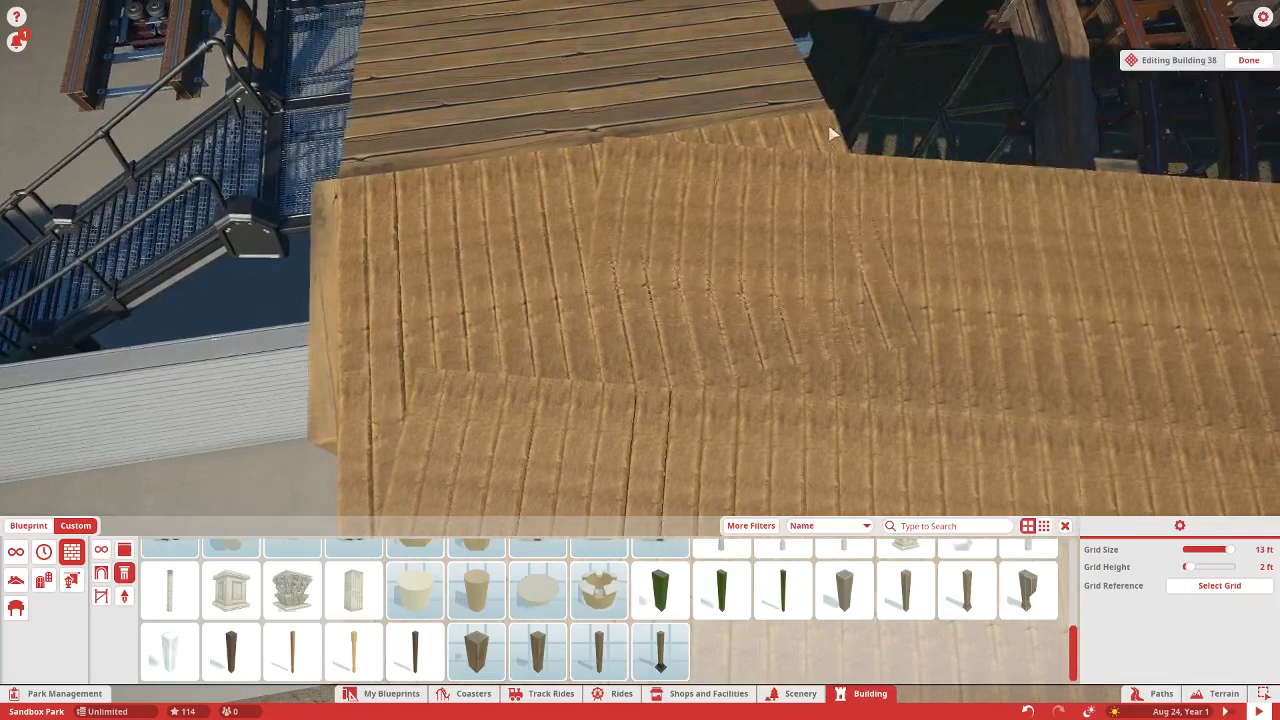 ?
1
Editing Building 38 Done
Blueprint Custom More Filters Name Type to Search
Grid Size 13 ft
Grid Height 2 ft
Grid Reference Select Grid
Park Management My Blueprints Coasters Track Rides Rides Shops and Facilities Scenery Building Paths Terrain
Sandbox Park Unlimited 114 0 Aug 24, Year 1